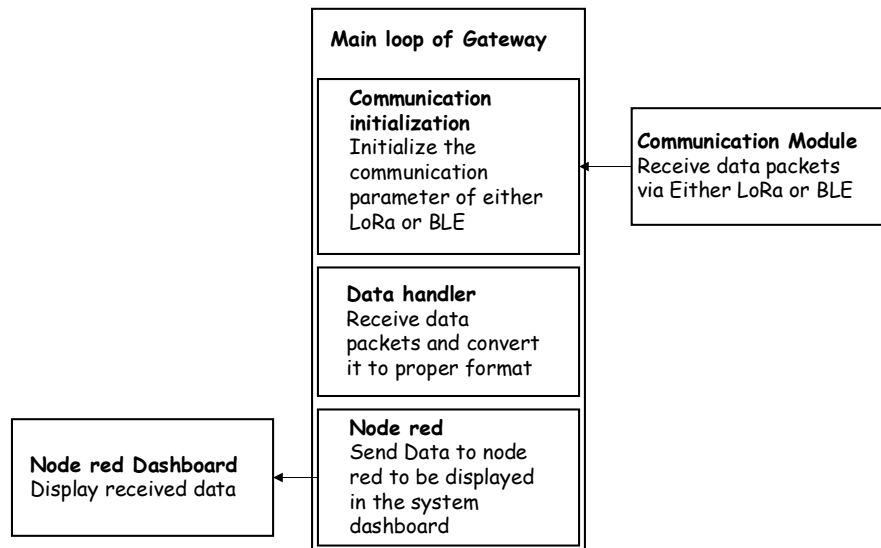 Main loop of Gateway
Communication
initialization
Initialize the
communication
parameter of either
LoRa or BLE
Communication Module
Receive data packets
via Either LoRa or BLE
Data handler
Receive data
packets and convert
it to proper format
Node red
Send Data to node
red to be displayed
in the system
dashboard
Node red Dashboard
Display received data